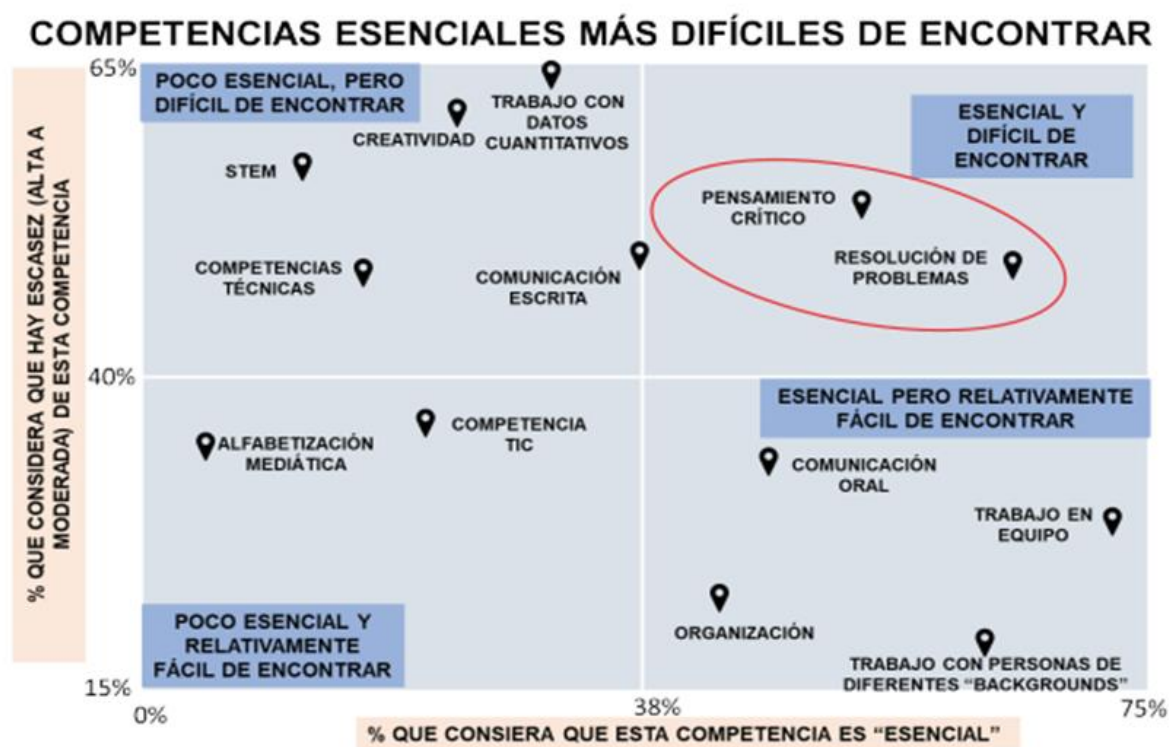 COMPETENCIAS ESENCIALES MÁS DIFÍCILES DE ENCONTRAR
% QUE CONSIDERA QUE HAY ESCASEZ (ALTA A
MODERADA) DE ESTA COMPETENCIA
65%
POCO ESENCIAL, PERO
DIFÍCIL DE ENCONTRAR
TRABAJO CON
DATOS
CUANTITATIVOS
CREATIVIDAD
STEM
COMPETENCIAS
TÉCNICAS
COMUNICACIÓN
ESCRITA
ESENCIAL Y
DIFÍCIL DE
ENCONTRAR
PENSAMIENTO
CRÍTICO
RESOLUCIÓN DE
PROBLEMAS
40%
ALFABETIZACIÓN
MEDIÁTICA
COMPETENCIA
TIC
POCO ESENCIAL Y
RELATIVAMENTE
FÁCIL DE ENCONTRAR
ESENCIAL PERO RELATIVAMENTE
FÁCIL DE ENCONTRAR
COMUNICACIÓN
ORAL
TRABAJO EN
EQUIPO
ORGANIZACIÓN
TRABAJO CON PERSONAS DE
DIFERENTES “BACKGROUNDS”
15%
0%
38%
75%
% QUE CONSIERA QUE ESTA COMPETENCIA ES “ESENCIAL”